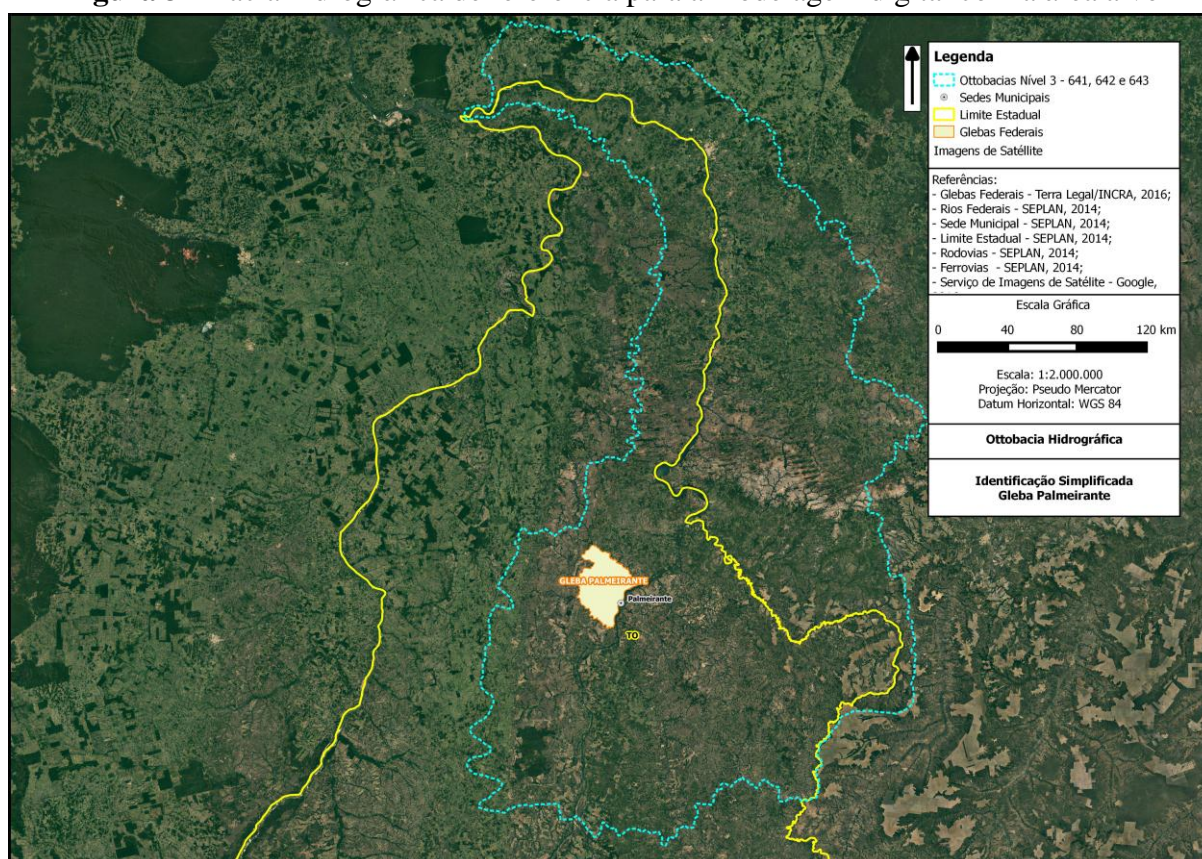 Legenda
Ottobacias Nível 3 - 641, 642 e 643
Sedes Municipais
Limite Estadual
Glebas Federais
Imagens de Satéllite
Referências:
- Glebas Federais - Terra Legal/INCRA, 2016;
- Rios Federais - SEPLAN, 2014;
- Sede Municipal - SEPLAN, 2014;
- Limite Estadual - SEPLAN, 2014;
- Rodovias - SEPLAN, 2014;
- Ferrovias - SEPLAN, 2014;
- Serviço de Imagens de Satélite - Google,
Escala Gráfica
0 40 80 120 km
Escala: 1:2.000.000
Projeção: Pseudo Mercator
Datum Horizontal: WGS 84
Ottobacia Hidrográfica
Identificação Simplificada
Gleba Palmeirante
GLEBA PALMEIRANTE
Palmeirante
TO